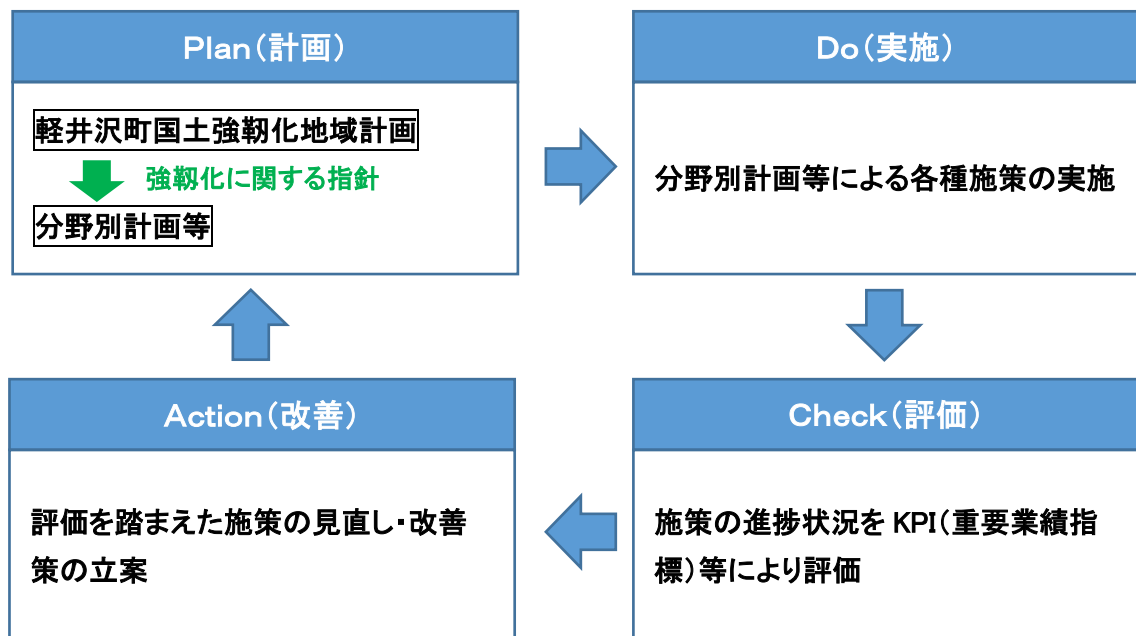 Plan（計画）
軽井沢町国土強靱化地域計画
強靱化に関する指針
分野別計画等
Do（実施）
分野別計画等による各種施策の実施
Action（改善）
評価を踏まえた施策の見直し・改善
策の立案
Check（評価）
施策の進捗状況を KPI（重要業績指
標）等により評価